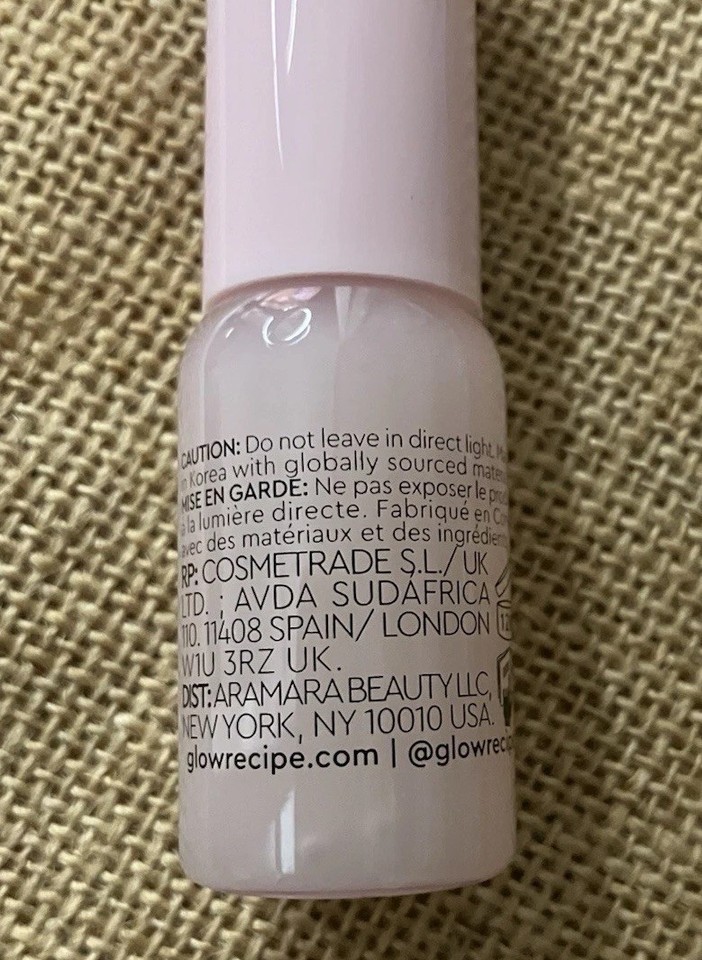 CAUTION: Do not leave in direct light.
in Korea with globally sourced
MISE EN GARDE: Ne pas exposer le
à la lumière directe. Fabriqué en
avec des matériaux et des
RP: COSMETRADE S.L./ UK
LTD. ; AVDA SUDÁFRICA
110. 11408 SPAIN/ LONDON
W1U 3RZ UK.
DIST: ARAMARA BEAUTY LLC,
NEW YORK, NY 10010 USA.
glowrecipe.com |